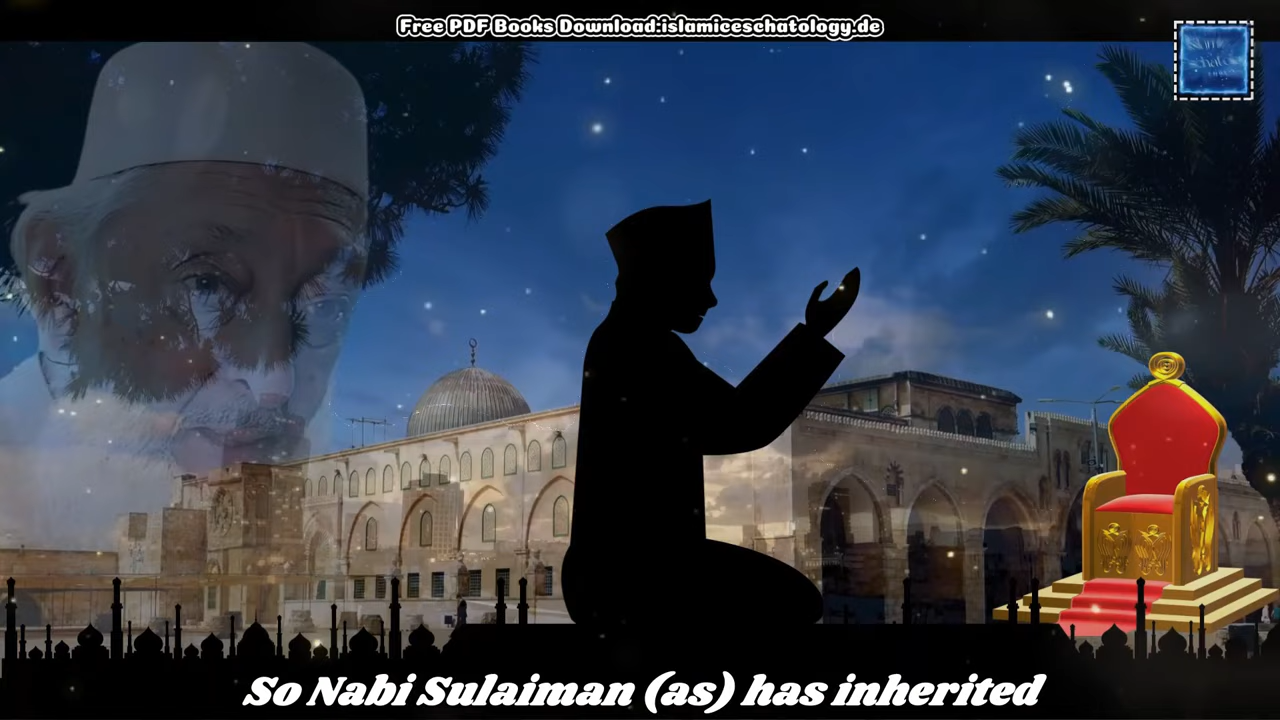 Free PDF Books Download:islamiceschatology.de
So Nabi Sulaiman (as) has inherited